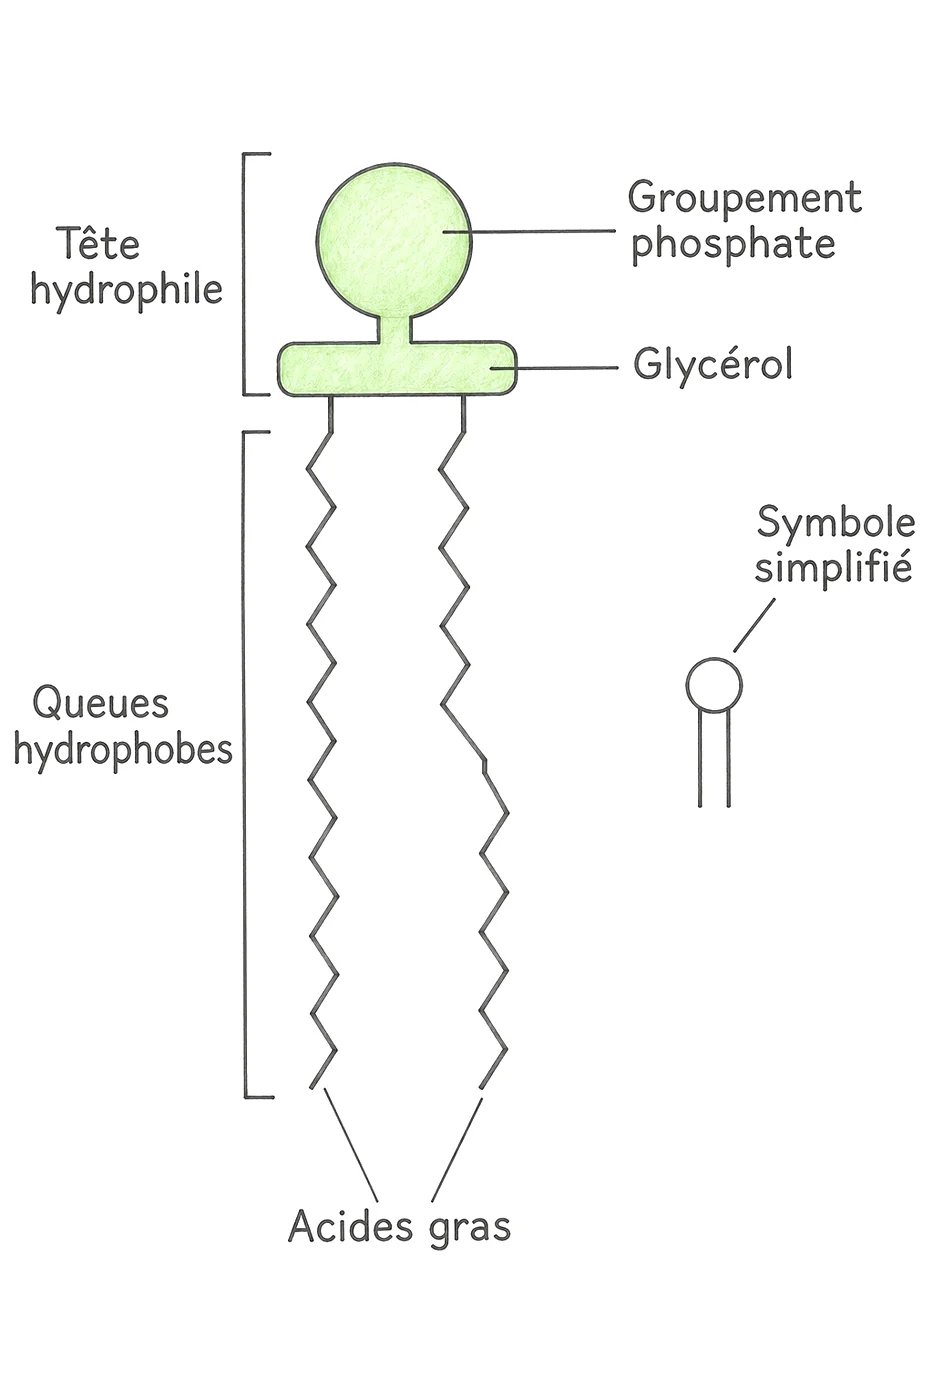 Tête
hydrophile
Groupement
phosphate
Glycérol
Symbole
simplifié
Queues
hydrophobes
Acides gras